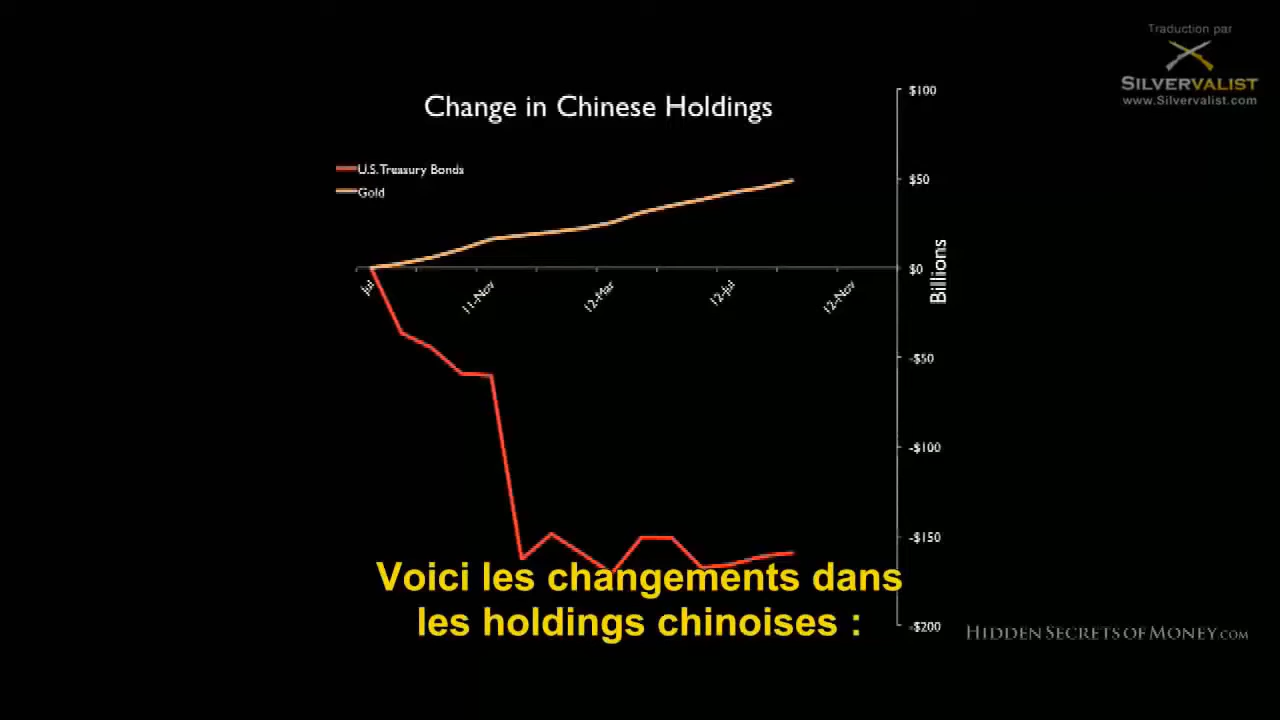 Traduction par
SILVERVALIST
www.Silvervalist.com
Change in Chinese Holdings
U.S. Treasury Bonds
Gold
$100
$50
$0
-$50
-$100
-$150
-$200
Billions
Jul
11-Nov
12-Mar
12-Jul
12-Nov
Voici les changements dans
les holdings chinoises :
HIDDEN SECRETS OF MONEY.COM